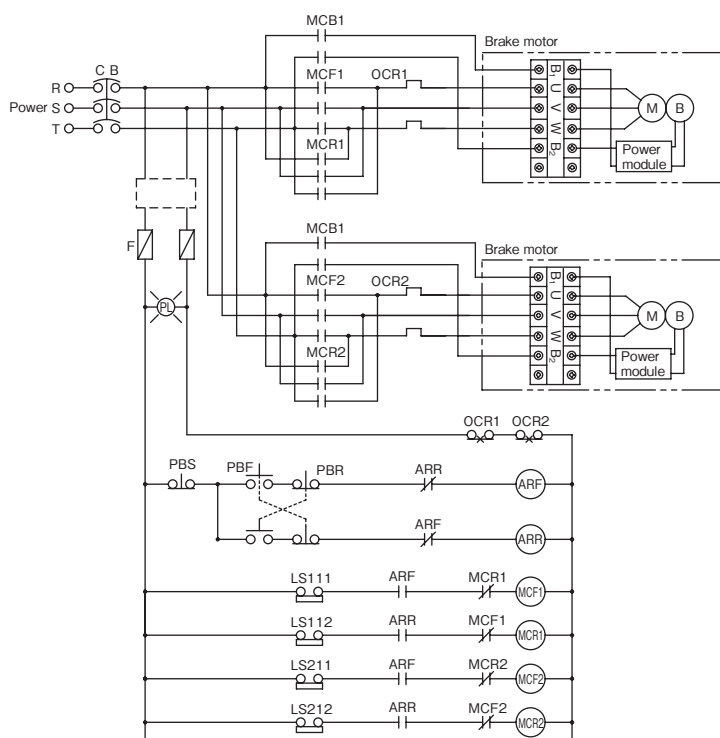 MCB1
Brake motor
C B
MCF1
OCR1
R
Power S
T
MCR1
B1
U
V
W
B2
M
B
Power
module
F
MCB1
Brake motor
MCF2
OCR2
PL
MCR2
B1
U
V
W
B2
M
B
Power
module
OCR1
OCR2
PBS
PBF
PBR
ARR
ARF
ARF
ARR
LS111
ARF
MCR1
MCF1
LS112
ARR
MCF1
MCR1
LS211
ARF
MCR2
MCF2
LS212
ARR
MCF2
MCR2